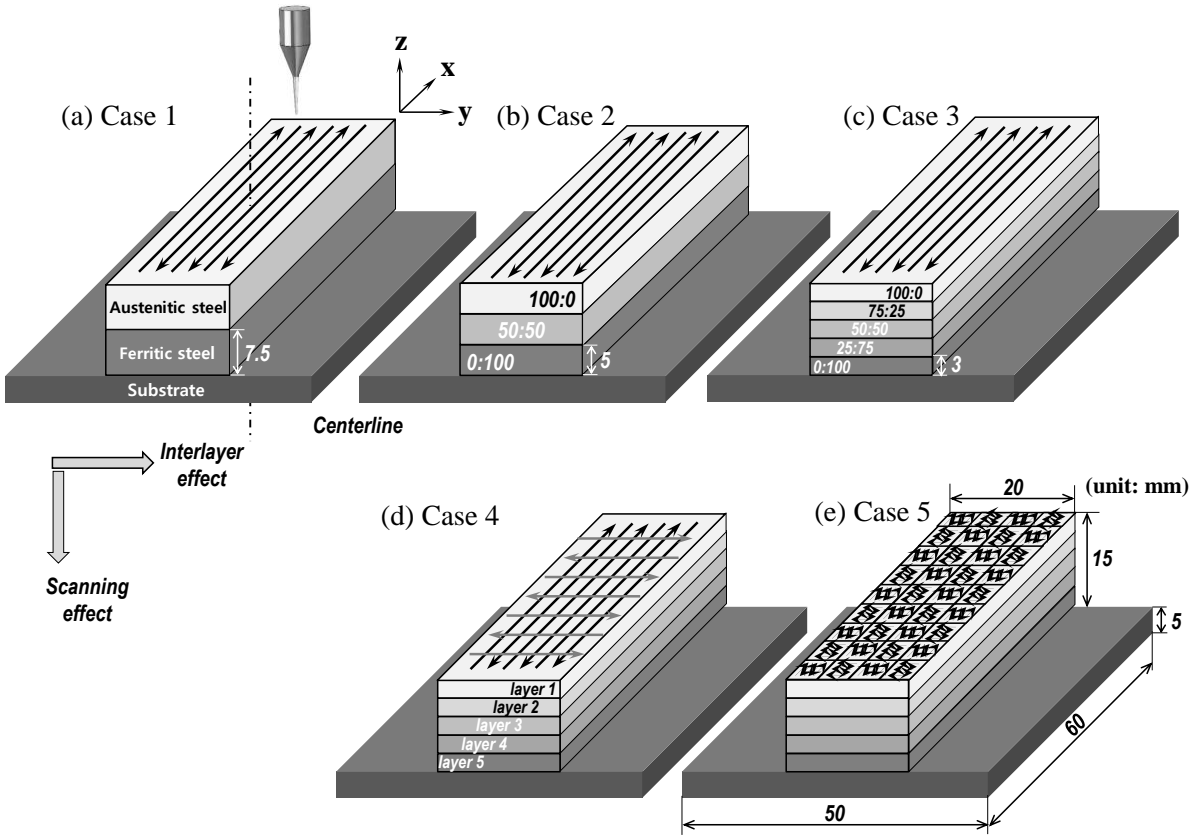 z
x
y
(a) Case 1
(b) Case 2
(c) Case 3
Austenitic steel
Ferritic steel
7.5
Substrate
100:0
50:50
0:100
5
100:0
75:25
50:50
25:75
0:100
3
Centerline
Interlayer
effect
Scanning
effect
(d) Case 4
layer 1
layer 2
layer 3
layer 4
layer 5
(e) Case 5
20
(unit: mm)
15
5
60
50